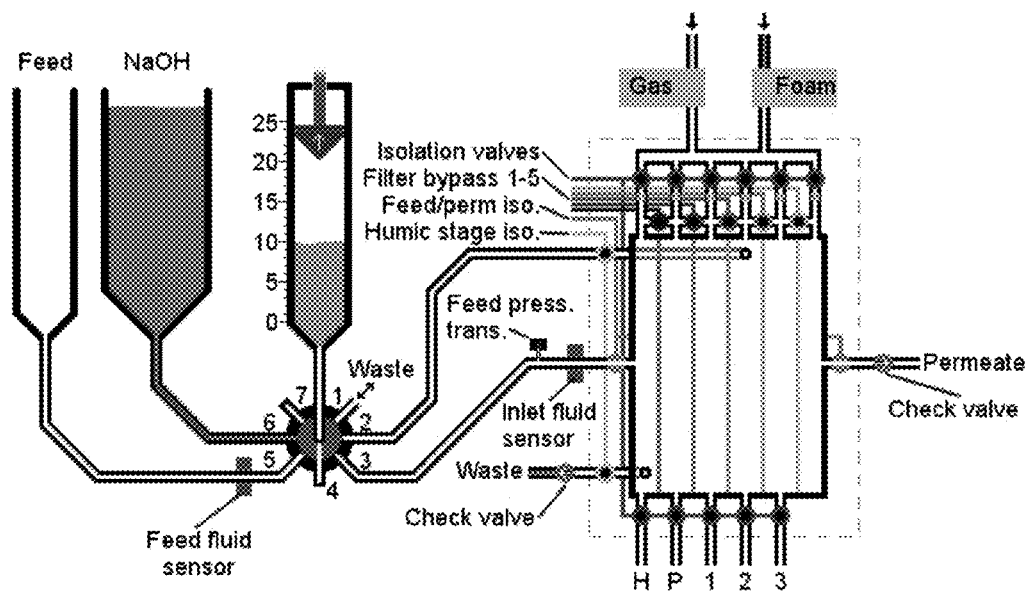 Feed
NaOH
Gas
Foam
25
20
15
10
5
0
Isolation valves
Filter bypass 1-5
Feed/perm iso.
Humic stage iso.
Feed press.
trans.
Waste
7
1
6
2
5
3
4
Inlet fluid
sensor
Permeate
Check valve
Waste
Check valve
Feed fluid
sensor
H
P
1
2
3